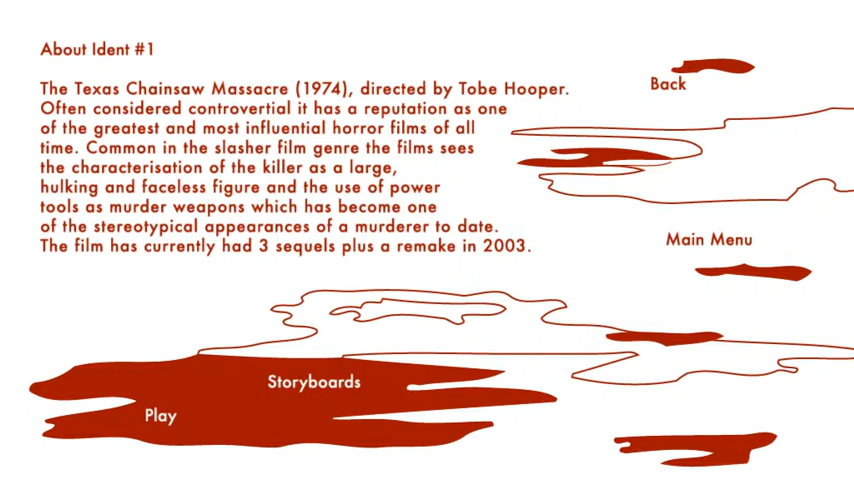 About Ident #1
The Texas Chainsaw Massacre (1974), directed by Tobe Hooper.
Often considered controvertial it has a reputation as one
of the greatest and most influential horror films of all
time. Common in the slasher film genre the films sees
the characterisation of the killer as a large,
hulking and faceless figure and the use of power
tools as murder weapons which has become one
of the stereotypical appearances of a murderer to date.
The film has currently had 3 sequels plus a remake in 2003.
Back
Main Menu
Storyboards
Play